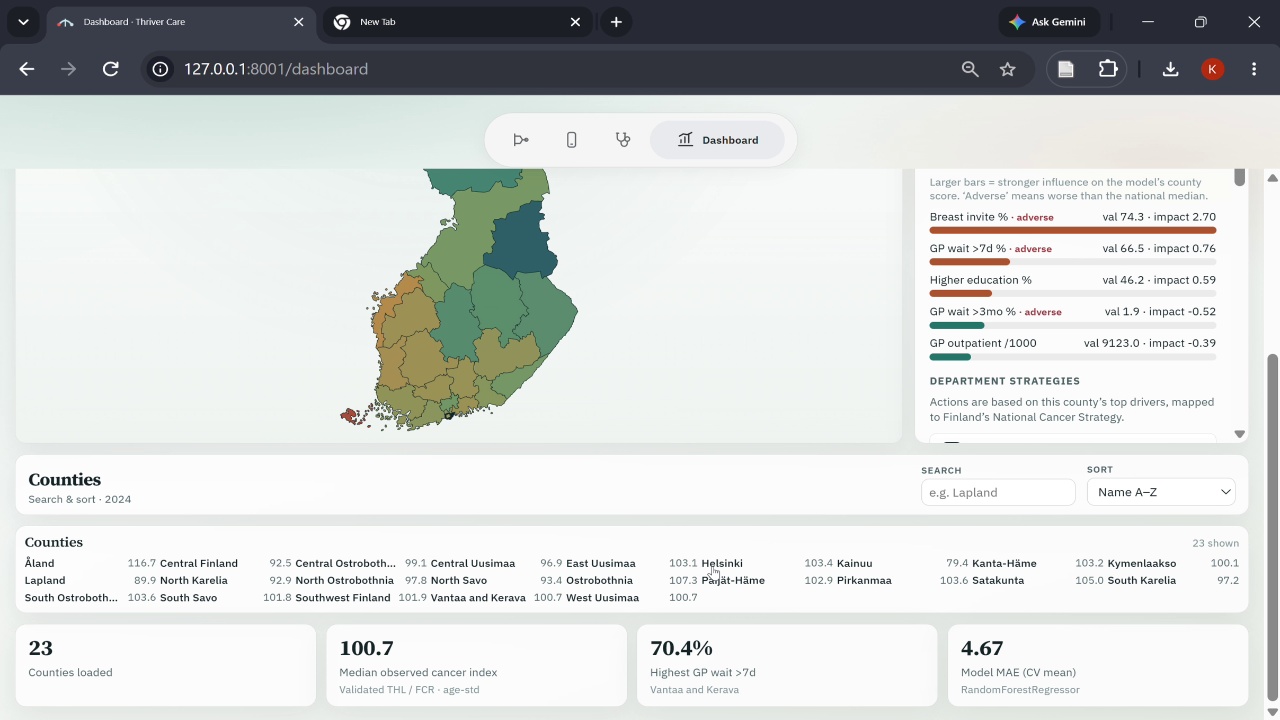 Dashboard · Thriver Care
New Tab
Ask Gemini
127.0.0.1:8001/dashboard
K
Dashboard
Larger bars = stronger influence on the model's county
score. 'Adverse' means worse than the national median.
Breast invite % · adverse val 74.3 · impact 2.70
GP wait >7d % · adverse val 66.5 · impact 0.76
Higher education % val 46.2 · impact 0.59
GP wait >3mo % · adverse val 1.9 · impact -0.52
GP outpatient /1000 val 9123.0 · impact -0.39
DEPARTMENT STRATEGIES
Actions are based on this county's top drivers, mapped
to Finland's National Cancer Strategy.
Counties
Search & sort · 2024
SEARCH
e.g. Lapland
SORT
Name A–Z
Counties
23 shown
Åland 116.7 Central Finland 92.5 Central Ostroboth... 99.1 Central Uusimaa 96.9 East Uusimaa 103.1 Helsinki 103.4 Kainuu 79.4 Kanta-Häme 103.2 Kymenlaakso 100.1
Lapland 89.9 North Karelia 92.9 North Ostrobothnia 97.8 North Savo 93.4 Ostrobothnia 107.3 Päijät-Häme 102.9 Pirkanmaa 103.6 Satakunta 105.0 South Karelia 97.2
South Ostroboth... 103.6 South Savo 101.8 Southwest Finland 101.9 Vantaa and Kerava 100.7 West Uusimaa 100.7
23
Counties loaded
100.7
Median observed cancer index
Validated THL / FCR · age-std
70.4%
Highest GP wait >7d
Vantaa and Kerava
4.67
Model MAE (CV mean)
RandomForestRegressor